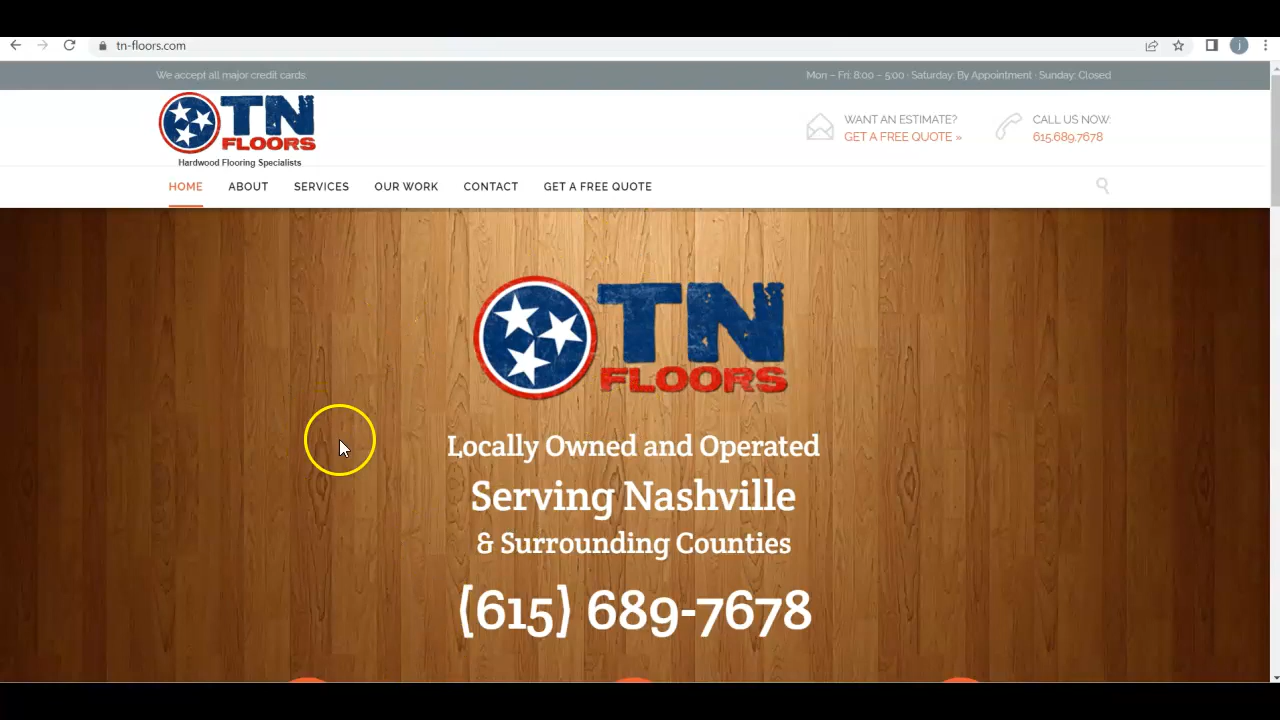 tn-floors.com
j
We accept all major credit cards.
Mon – Fri: 8:00 – 5:00 · Saturday: By Appointment · Sunday: Closed
TN
FLOORS
Hardwood Flooring Specialists
WANT AN ESTIMATE?
GET A FREE QUOTE »
CALL US NOW:
615.689.7678
HOME ABOUT SERVICES OUR WORK CONTACT GET A FREE QUOTE
TN
FLOORS
Locally Owned and Operated
Serving Nashville
& Surrounding Counties
(615) 689-7678